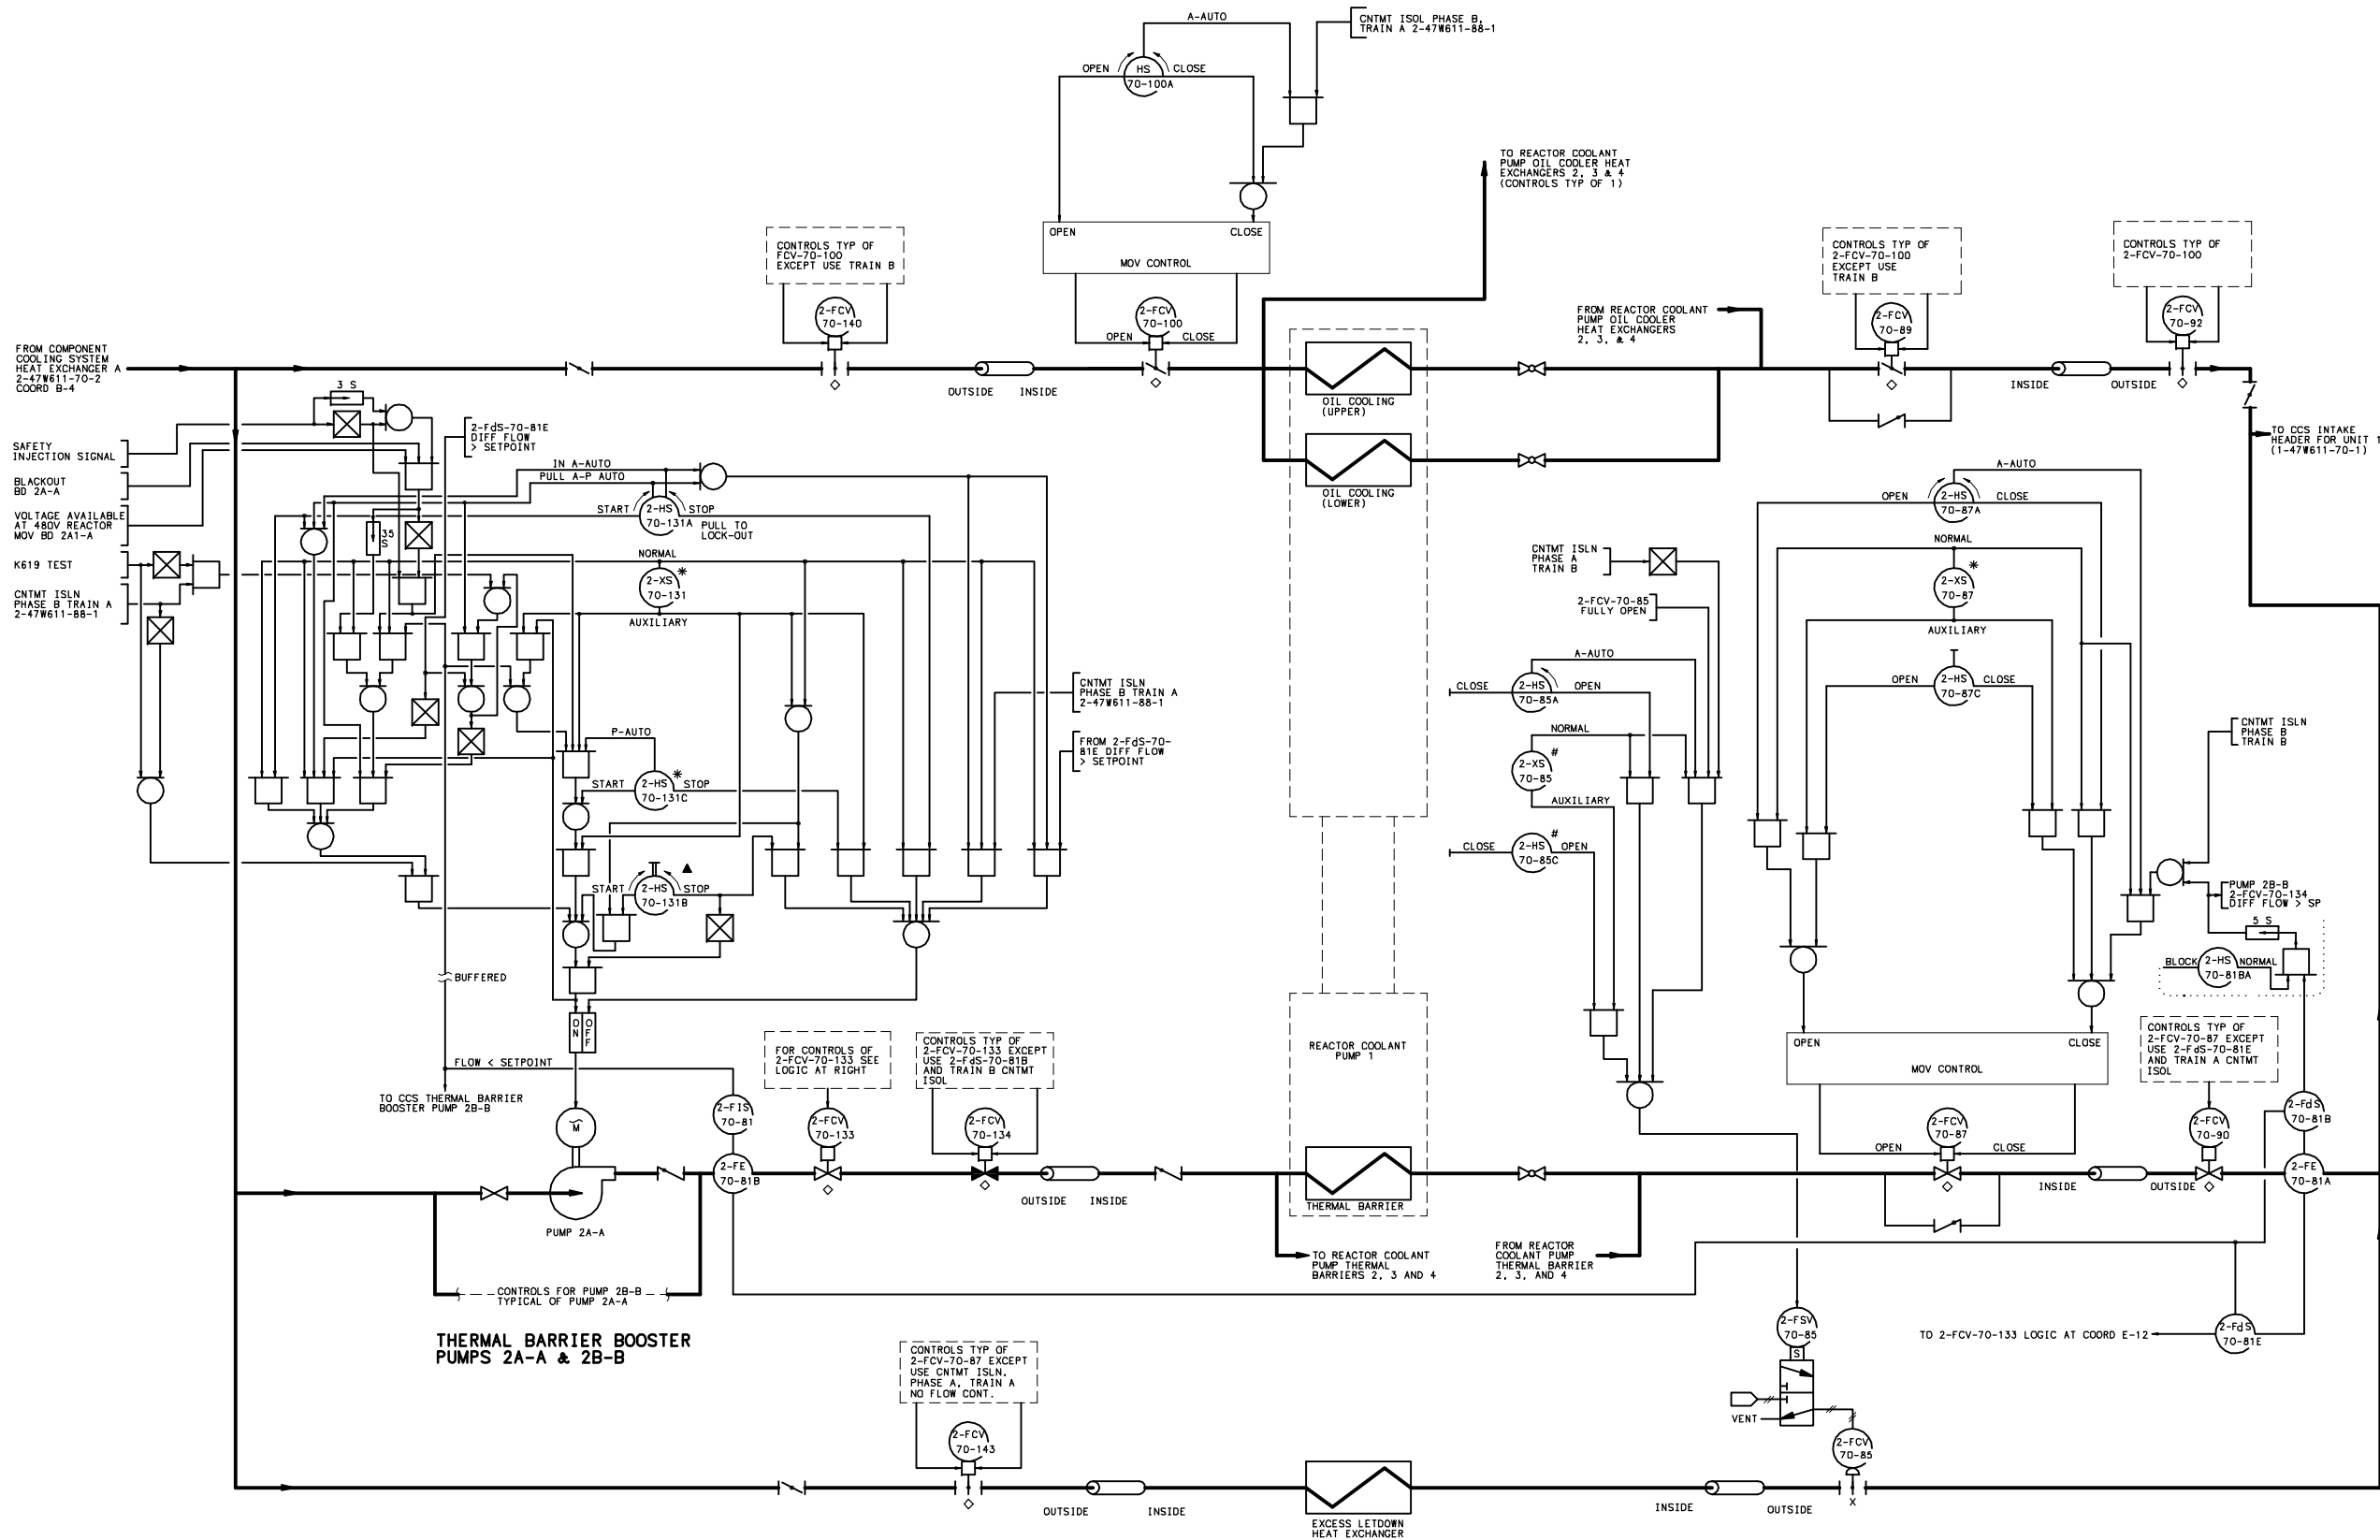 A-AUTO
CNTMT ISOL PHASE B,
TRAIN A 2-47W611-88-1
OPEN
HS
70-100A
CLOSE
TO REACTOR COOLANT
PUMP OIL COOLER HEAT
EXCHANGERS 2, 3 & 4
(CONTROLS TYP OF 1)
OPEN
CLOSE
MOV CONTROL
CONTROLS TYP OF
FCV-70-100
EXCEPT USE TRAIN B
CONTROLS TYP OF
2-FCV-70-100
EXCEPT USE
TRAIN B
CONTROLS TYP OF
2-FCV-70-100
2-FCV
70-140
2-FCV
70-100
OPEN
CLOSE
FROM REACTOR COOLANT
PUMP OIL COOLER
HEAT EXCHANGERS
2, 3, & 4
2-FCV
70-89
2-FCV
70-92
FROM COMPONENT
COOLING SYSTEM
HEAT EXCHANGER A
2-47W611-70-2
COORD B-4
OUTSIDE
INSIDE
OIL COOLING
(UPPER)
INSIDE
OUTSIDE
3 S
SAFETY
INJECTION SIGNAL
2-FdS-70-81E
DIFF FLOW
> SETPOINT
TO CCS INTAKE
HEADER FOR UNIT 1
(1-47W611-70-1)
BLACKOUT
BD 2A-A
IN A-AUTO
PULL A-P AUTO
VOLTAGE AVAILABLE
AT 480V REACTOR
MOV BD 2A1-A
START
2-HS
70-131A
STOP
PULL TO
LOCK-OUT
OIL COOLING
(LOWER)
35
S
A-AUTO
OPEN
2-HS
70-87A
CLOSE
K619 TEST
NORMAL
2-XS
70-131
*
AUXILIARY
CNTMT ISLN
PHASE B TRAIN A
2-47W611-88-1
CNTMT ISLN
PHASE A
TRAIN B
NORMAL
2-XS
70-87
*
AUXILIARY
2-FCV-70-85
FULLY OPEN
A-AUTO
CLOSE
2-HS
70-85A
OPEN
OPEN
2-HS
70-87C
CLOSE
CNTMT ISLN
PHASE B TRAIN A
2-47W611-88-1
CNTMT ISLN
PHASE B
TRAIN B
P-AUTO
START
2-HS
70-131C
*
STOP
FROM 2-FdS-70-
81E DIFF FLOW
> SETPOINT
NORMAL
2-XS
70-85
#
AUXILIARY
CLOSE
2-HS
70-85C
#
OPEN
START
2-HS
70-131B
STOP
PUMP 2B-B
2-FCV-70-134
DIFF FLOW > SP
5 S
BLOCK
2-HS
70-81BA
NORMAL
BUFFERED
ON
OFF
FLOW < SETPOINT
TO CCS THERMAL BARRIER
BOOSTER PUMP 2B-B
FOR CONTROLS OF
2-FCV-70-133 SEE
LOGIC AT RIGHT
CONTROLS TYP OF
2-FCV-70-133 EXCEPT
USE 2-FdS-70-81B
AND TRAIN B CNTMT
ISOL
REACTOR COOLANT
PUMP 1
OPEN
CLOSE
MOV CONTROL
CONTROLS TYP OF
2-FCV-70-87 EXCEPT
USE 2-FdS-70-81E
AND TRAIN A CNTMT
ISOL
M
2-FIS
70-81
2-FCV
70-133
2-FCV
70-134
2-FCV
70-87
OPEN
CLOSE
2-FCV
70-90
2-FdS
70-81B
2-FE
70-81B
2-FE
70-81A
PUMP 2A-A
OUTSIDE
INSIDE
THERMAL BARRIER
INSIDE
OUTSIDE
TO REACTOR COOLANT
PUMP THERMAL
BARRIERS 2, 3 AND 4
FROM REACTOR
COOLANT PUMP
THERMAL BARRIER
2, 3, AND 4
CONTROLS FOR PUMP 2B-B
TYPICAL OF PUMP 2A-A
THERMAL BARRIER BOOSTER
PUMPS 2A-A & 2B-B
2-FSV
70-85
S
TO 2-FCV-70-133 LOGIC AT COORD E-12
2-FdS
70-81E
CONTROLS TYP OF
2-FCV-70-87 EXCEPT
USE CNTMT ISLN,
PHASE A, TRAIN A
NO FLOW CONT.
VENT
2-FCV
70-143
2-FCV
70-85
OUTSIDE
INSIDE
EXCESS LETDOWN
HEAT EXCHANGER
INSIDE
OUTSIDE
X